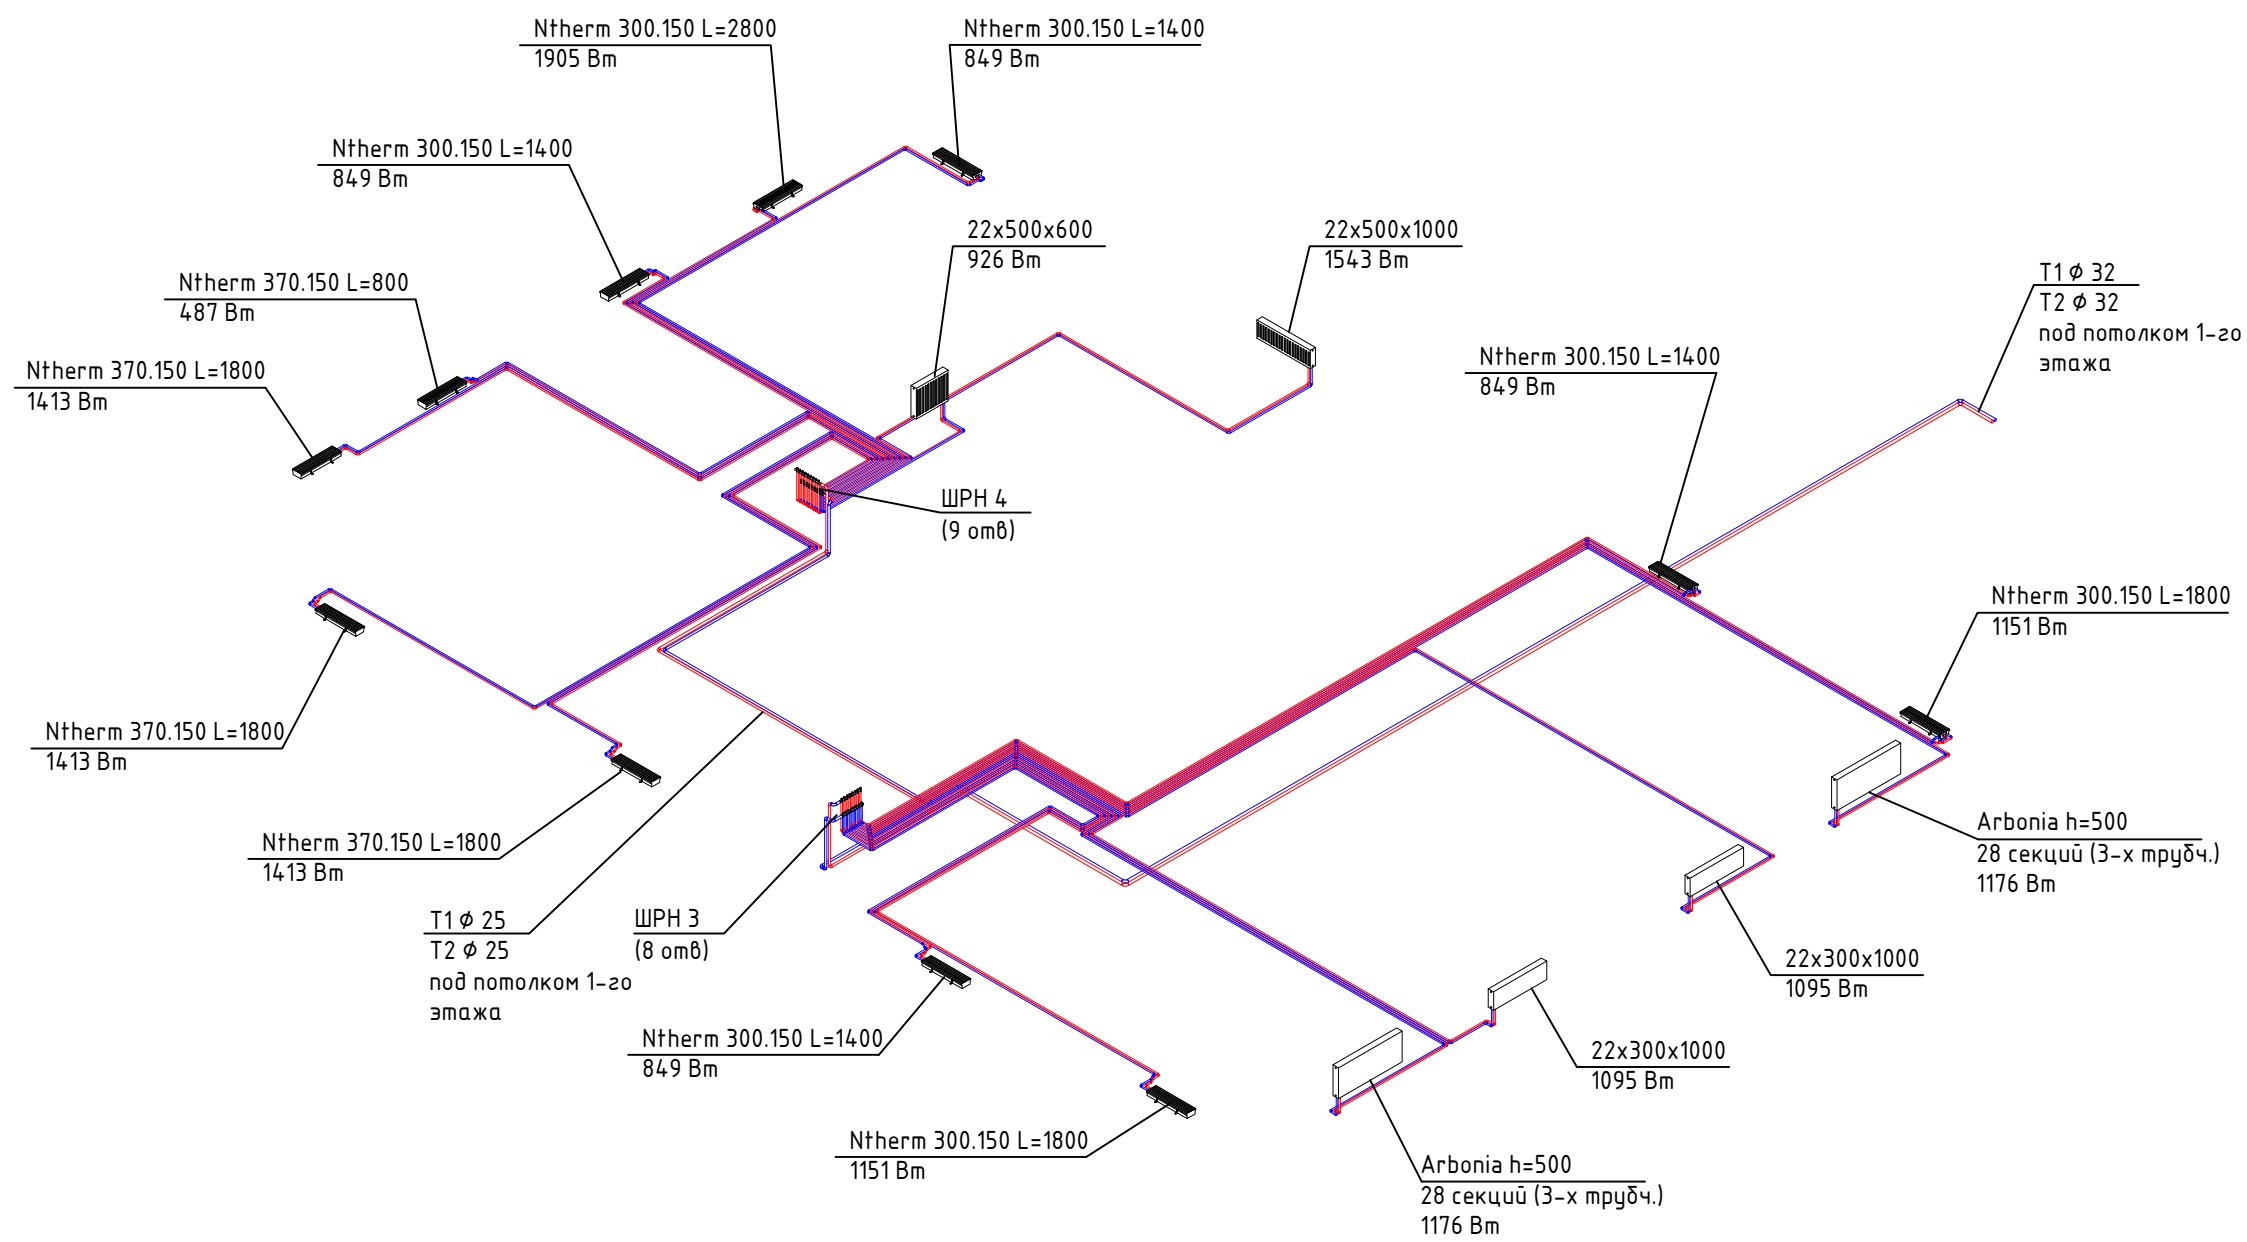 Ntherm 300.150 L=2800
1905 Вт
Ntherm 300.150 L=1400
849 Вт
Ntherm 300.150 L=1400
849 Вт
22x500x600
926 Вт
22x500x1000
1543 Вт
Т1 Ф 32
Т2 Ф 32
под потолком 1-го
этажа
Ntherm 370.150 L=800
487 Вт
Ntherm 370.150 L=1800
1413 Вт
Ntherm 300.150 L=1400
849 Вт
ШРН 4
(9 отв)
Ntherm 300.150 L=1800
1151 Вт
Ntherm 370.150 L=1800
1413 Вт
Ntherm 370.150 L=1800
1413 Вт
Arbonia h=500
28 секций (3-х трубч.)
1176 Вт
Т1 Ф 25
Т2 Ф 25
под потолком 1-го
этажа
ШРН 3
(8 отв)
22x300x1000
1095 Вт
Ntherm 300.150 L=1400
849 Вт
22x300x1000
1095 Вт
Ntherm 300.150 L=1800
1151 Вт
Arbonia h=500
28 секций (3-х трубч.)
1176 Вт